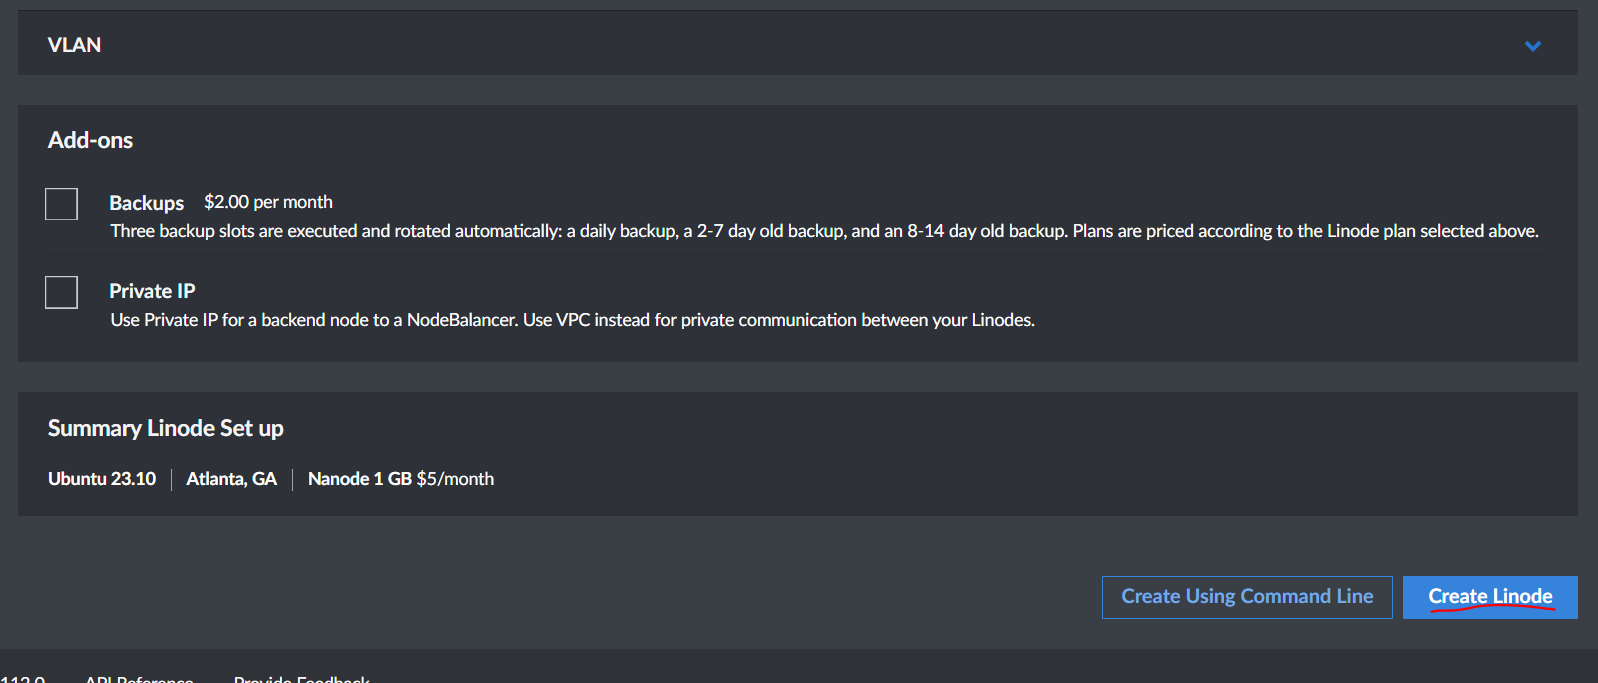 VLAN
Add-ons
Backups $2.00 per month
Three backup slots are executed and rotated automatically: a daily backup, a 2-7 day old backup, and an 8-14 day old backup. Plans are priced according to the Linode plan selected above.
Private IP
Use Private IP for a backend node to a NodeBalancer. Use VPC instead for private communication between your Linodes.
Summary Linode Set up
Ubuntu 23.10 | Atlanta, GA | Nanode 1 GB $5/month
Create Using Command Line Create Linode
API Reference Provide Feedback